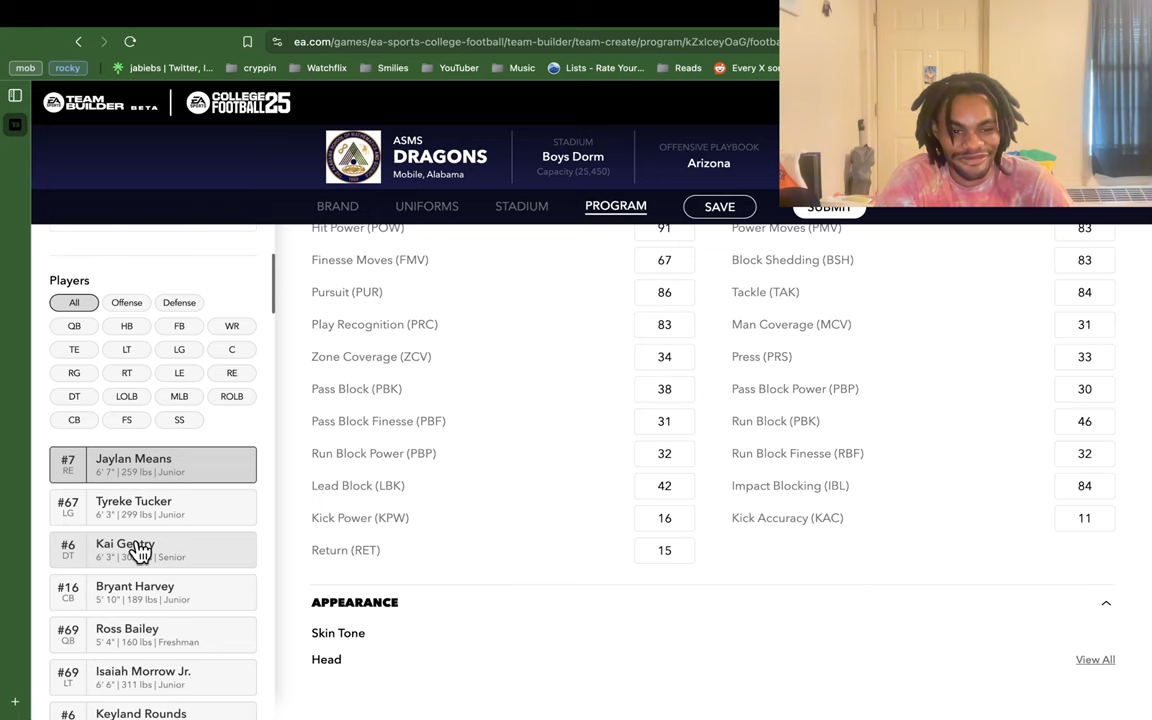 ea.com/games/ea-sports-college-football/team-builder/team-create/program/kZxIceyOaG/footba
mob rocky jabiebs | Twitter, I... cryppin Watchflix Smilies YouTube Music Lists - Rate Your... Reads Every X so
EA TEAM BUILDER BETA EA SPORTS COLLEGE FOOTBALL 25
ASMS
DRAGONS
Mobile, Alabama
STADIUM
Boys Dorm
Capacity (25,450)
OFFENSIVE PLAYBOOK
Arizona
BRAND UNIFORMS STADIUM PROGRAM SAVE SUBMIT
Players
All Offense Defense
QB HB FB WR
TE LT LG C
RG RT LE RE
DT LOLB MLB ROLB
CB FS SS
#7 Jaylan Means
RE 6' 7" | 259 lbs | Junior
#67 Tyreke Tucker
LG 6' 3" | 299 lbs | Junior
#6 Kai Gentry
DT 6' 3" | 30 | Senior
#16 Bryant Harvey
CB 5' 10" | 189 lbs | Junior
#69 Ross Bailey
QB 5' 4" | 160 lbs | Freshman
#69 Isaiah Morrow Jr.
LT 6' 6" | 311 lbs | Junior
#6 Keyland Rounds
Hit Power (POW) 91 Power Moves (PMV) 83
Finesse Moves (FMV) 67 Block Shedding (BSH) 83
Pursuit (PUR) 86 Tackle (TAK) 84
Play Recognition (PRC) 83 Man Coverage (MCV) 31
Zone Coverage (ZCV) 34 Press (PRS) 33
Pass Block (PBK) 38 Pass Block Power (PBP) 30
Pass Block Finesse (PBF) 31 Run Block (PBK) 46
Run Block Power (PBP) 32 Run Block Finesse (RBF) 32
Lead Block (LBK) 42 Impact Blocking (IBL) 84
Kick Power (KPW) 16 Kick Accuracy (KAC) 11
Return (RET) 15
APPEARANCE
Skin Tone
Head View All